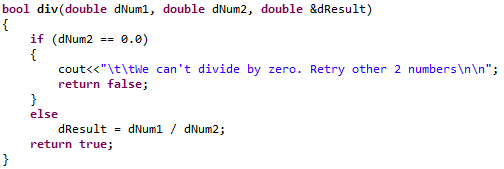 bool div(double dNum1, double dNum2, double &dResult)
{
    if (dNum2 == 0.0)
    {
        cout<<"\t\tWe can't divide by zero. Retry other 2 numbers\n\n";
        return false;
    }
    else
        dResult = dNum1 / dNum2;
    return true;
}